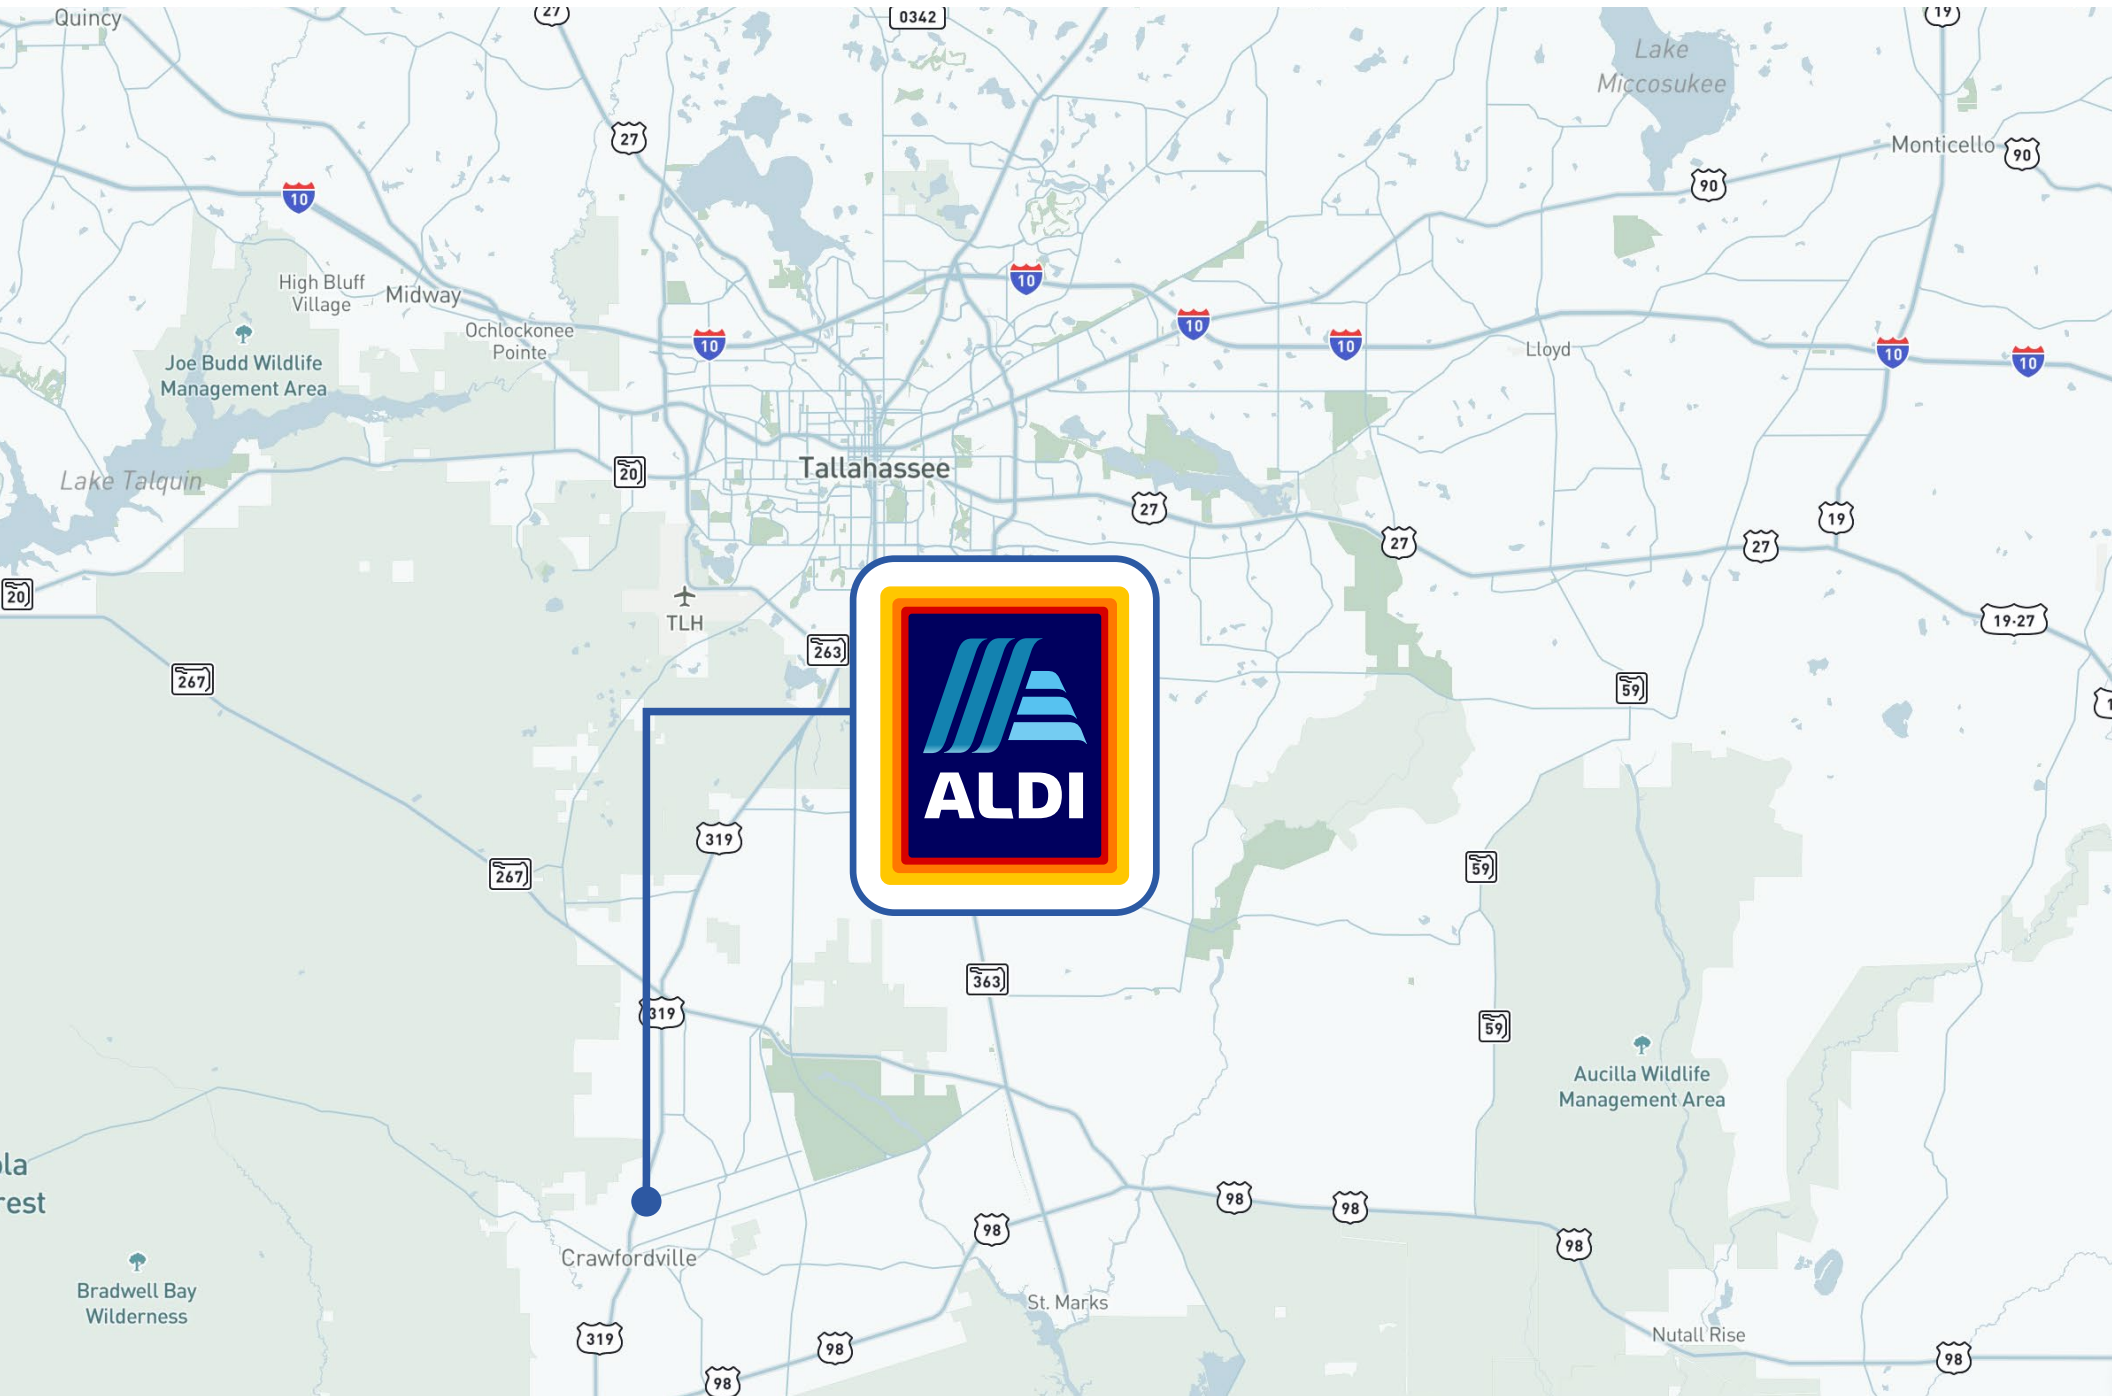 Quincy
27
0342
19
Lake
Miccosukee
27
Monticello
90
90
10
High Bluff
Village
Midway
10
Ochlockonee
Pointe
10
10
10
Lloyd
10
10
Joe Budd Wildlife
Management Area
Lake Talquin
20
Tallahassee
27
27
27
19
20
TLH
263
19-27
267
59
1
ALDI
319
267
59
363
319
59
Aucilla Wildlife
Management Area
la
rest
98
98
98
98
Crawfordville
Bradwell Bay
Wilderness
St. Marks
319
98
Nutall Rise
98
98